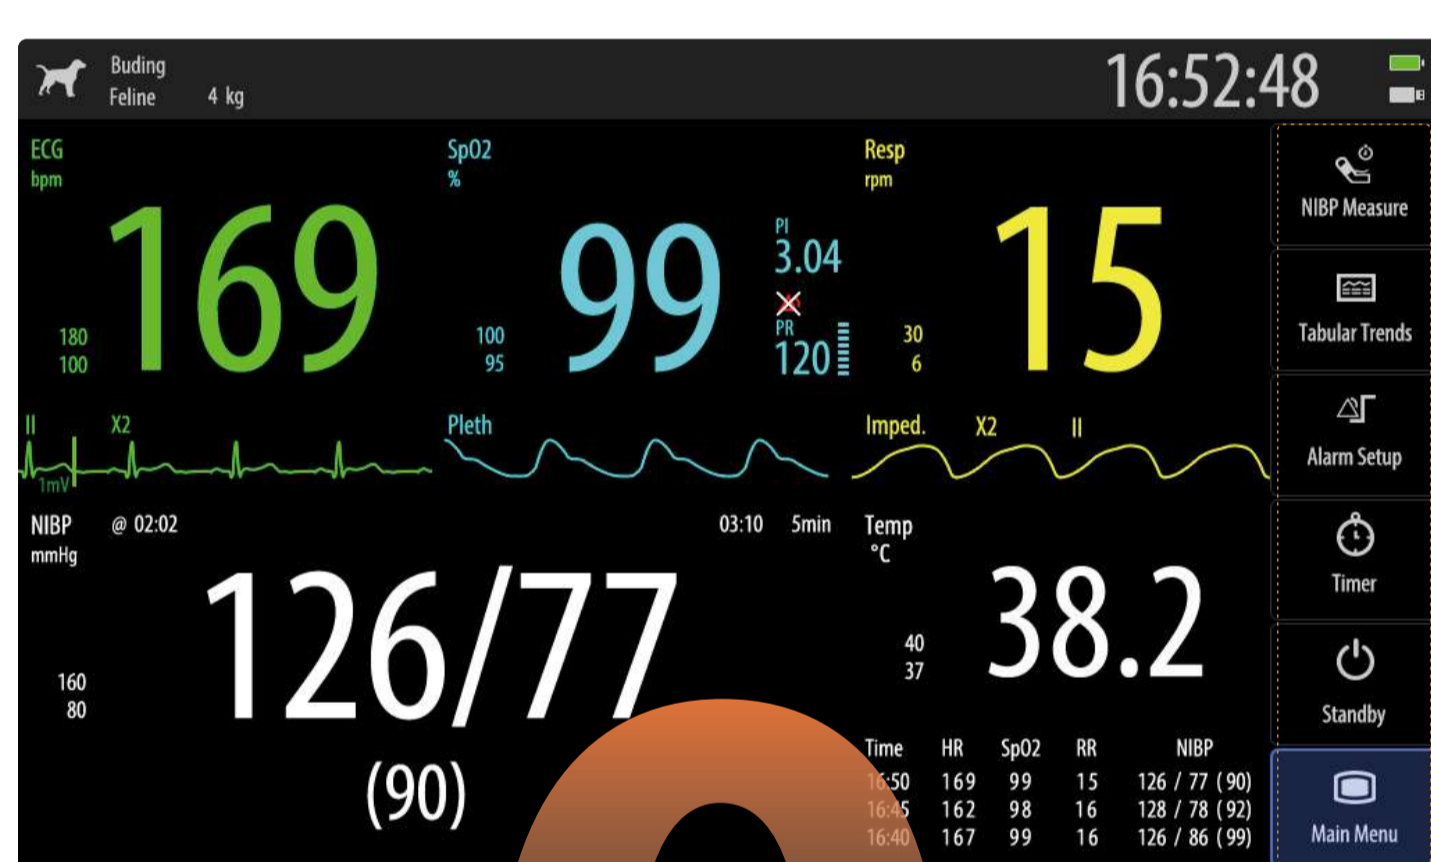 Buding
Feline 4 kg
16:52:48
ECG
bpm
169
180
100
SpO2
%
99
100
95
PI
3.04
PR
120
Resp
rpm
15
30
6
NIBP Measure
Tabular Trends
Alarm Setup
Timer
Standby
Main Menu
II X2
1mV
Pleth
Imped. X2 II
NIBP @ 02:02 03:10 5min
mmHg
126/77
160
80
(90)
Temp
°C
38.2
40
37
Time HR SpO2 RR NIBP
16:50 169 99 15 126 / 77 (90)
16:45 162 98 16 128 / 78 (92)
16:40 167 99 16 126 / 86 (99)